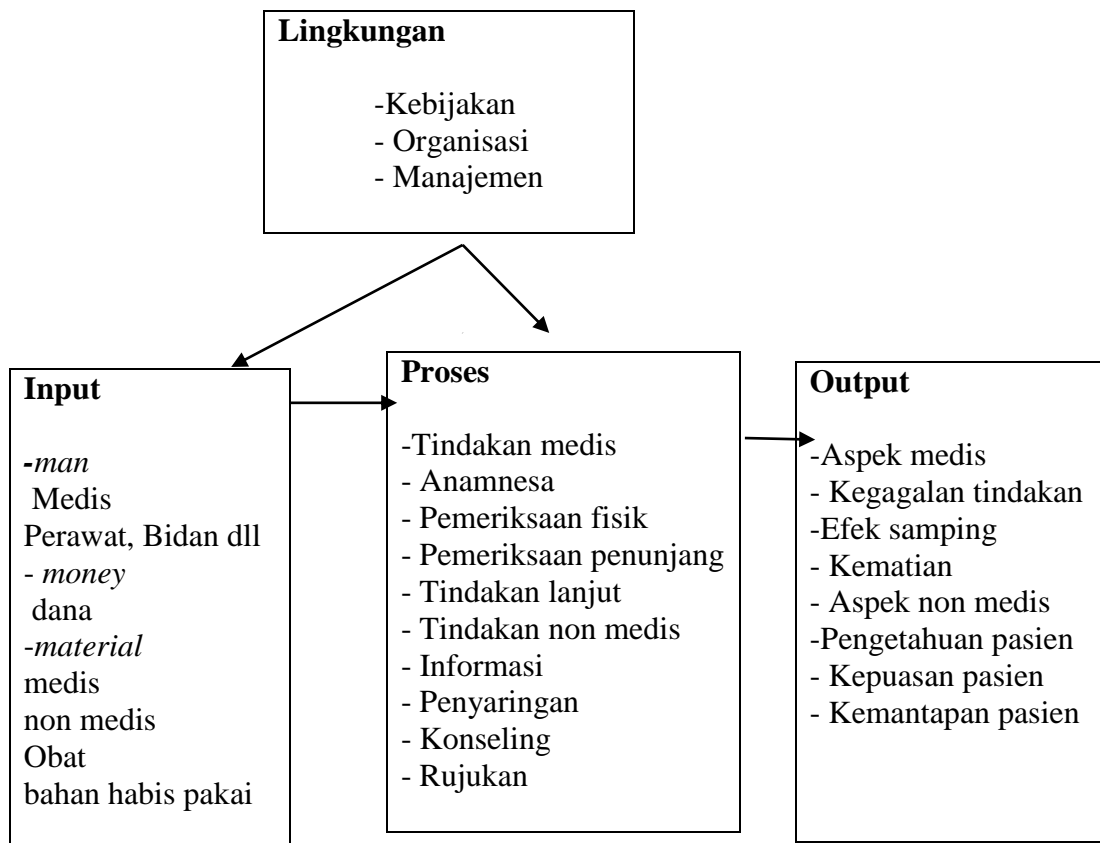 Lingkungan
-Kebijakan
- Organisasi
- Manajemen
Input
-man
Medis
Perawat, Bidan dll
- money
dana
-material
medis
non medis
Obat
bahan habis pakai
Proses
-Tindakan medis
- Anamnesa
- Pemeriksaan fisik
- Pemeriksaan penunjang
- Tindakan lanjut
- Tindakan non medis
- Informasi
- Penyaringan
- Konseling
- Rujukan
Output
-Aspek medis
- Kegagalan tindakan
-Efek samping
- Kematian
- Aspek non medis
-Pengetahuan pasien
- Kepuasan pasien
- Kemantapan pasien